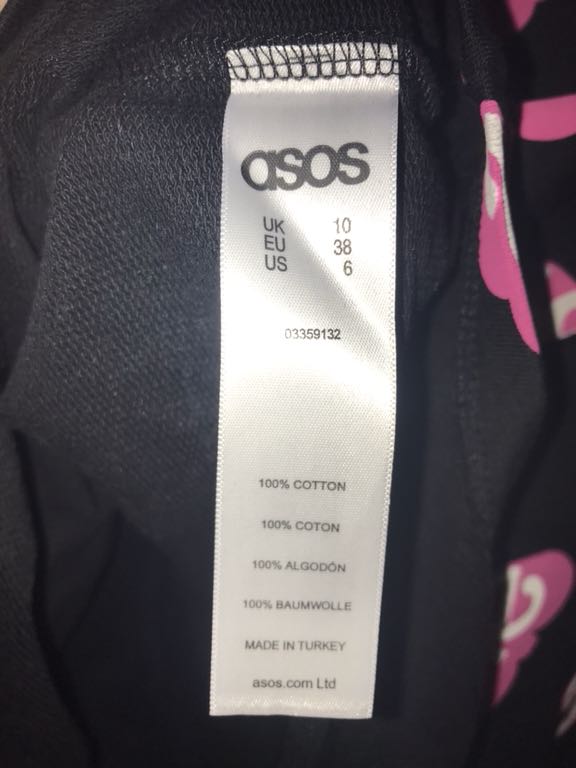 asos
UK 10
EU 38
US 6
03359132
100% COTTON
100% COTON
100% ALGODÓN
100% BAUMWOLLE
MADE IN TURKEY
asos.com Ltd